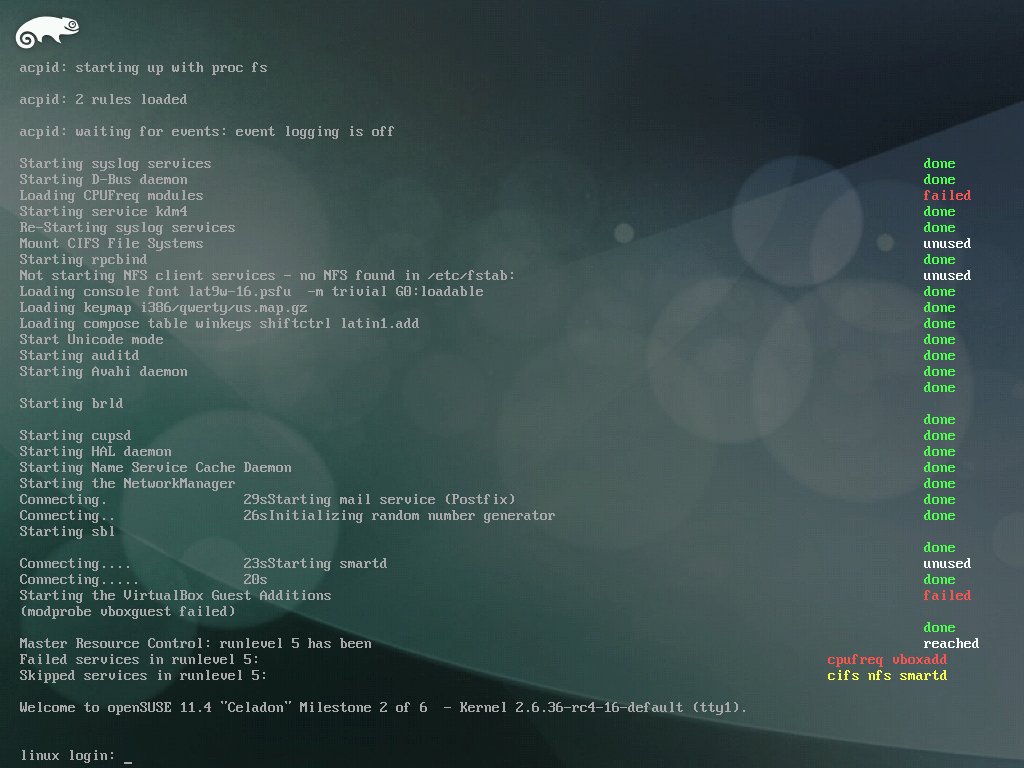 acpid: starting up with proc fs
acpid: 2 rules loaded
acpid: waiting for events: event logging is off
Starting syslog services done
Starting D-Bus daemon done
Loading CPUFreq modules failed
Starting service kdm4 done
Re-Starting syslog services done
Mount CIFS File Systems unused
Starting rpcbind done
Not starting NFS client services - no NFS found in /etc/fstab: unused
Loading console font lat9w-16.psfu  -m trivial G0:loadable done
Loading keymap i386/qwerty/us.map.gz done
Loading compose table winkeys shiftctrl latin1.add done
Start Unicode mode done
Starting auditd done
Starting Avahi daemon done
done
Starting brld
done
Starting cupsd done
Starting HAL daemon done
Starting Name Service Cache Daemon done
Starting the NetworkManager done
Connecting. 29sStarting mail service (Postfix) done
Connecting.. 26sInitializing random number generator done
Starting sbl
done
Connecting.... 23sStarting smartd unused
Connecting..... 20s done
Starting the VirtualBox Guest Additions failed
(modprobe vboxguest failed)
done
Master Resource Control: runlevel 5 has been reached
Failed services in runlevel 5: cpufreq vboxadd
Skipped services in runlevel 5: cifs nfs smartd
Welcome to openSUSE 11.4 "Celadon" Milestone 2 of 6  - Kernel 2.6.36-rc4-16-default (tty1).
linux login: _